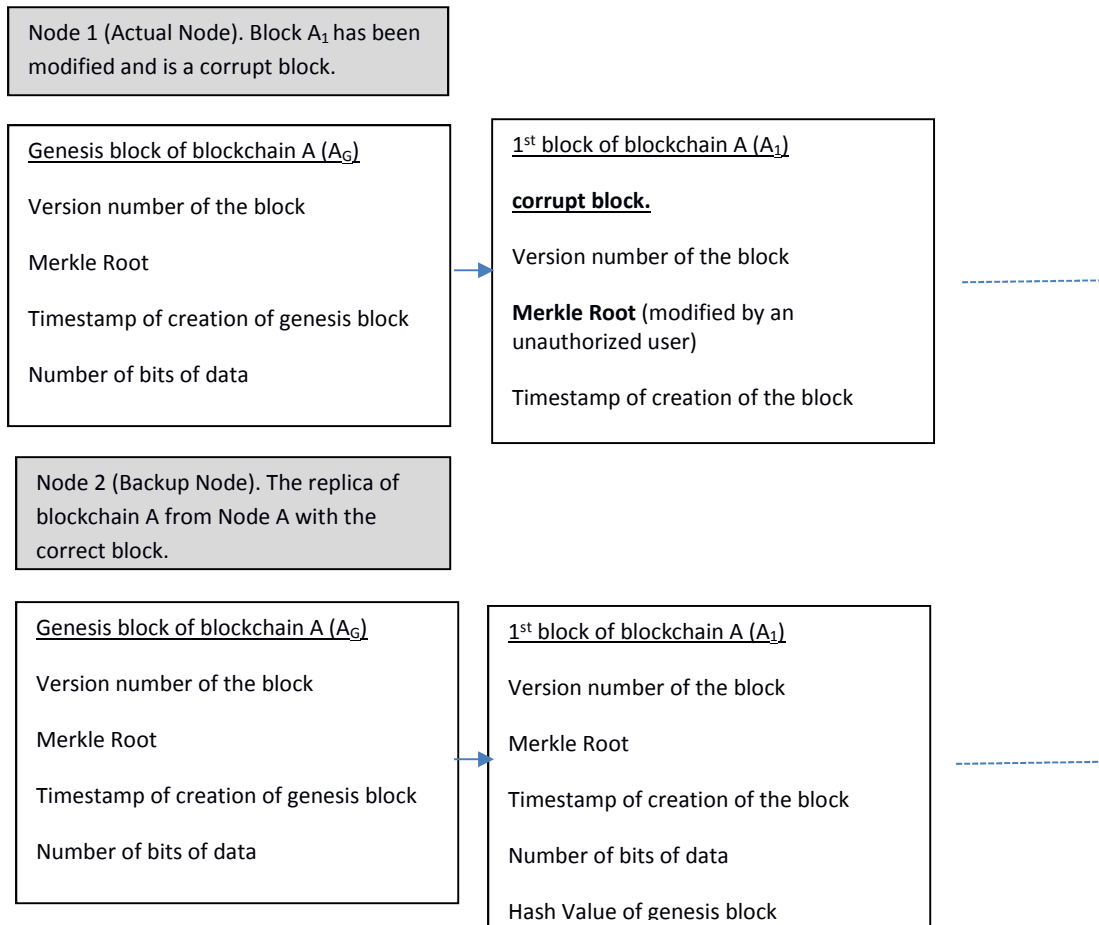 Node 1 (Actual Node). Block A₁ has been
modified and is a corrupt block.
Genesis block of blockchain A (A_G)
Version number of the block
Merkle Root
Timestamp of creation of genesis block
Number of bits of data
1st block of blockchain A (A₁)
corrupt block.
Version number of the block
Merkle Root (modified by an
unauthorized user)
Timestamp of creation of the block
Node 2 (Backup Node). The replica of
blockchain A from Node A with the
correct block.
Genesis block of blockchain A (A_G)
Version number of the block
Merkle Root
Timestamp of creation of genesis block
Number of bits of data
1st block of blockchain A (A₁)
Version number of the block
Merkle Root
Timestamp of creation of the block
Number of bits of data
Hash Value of genesis block